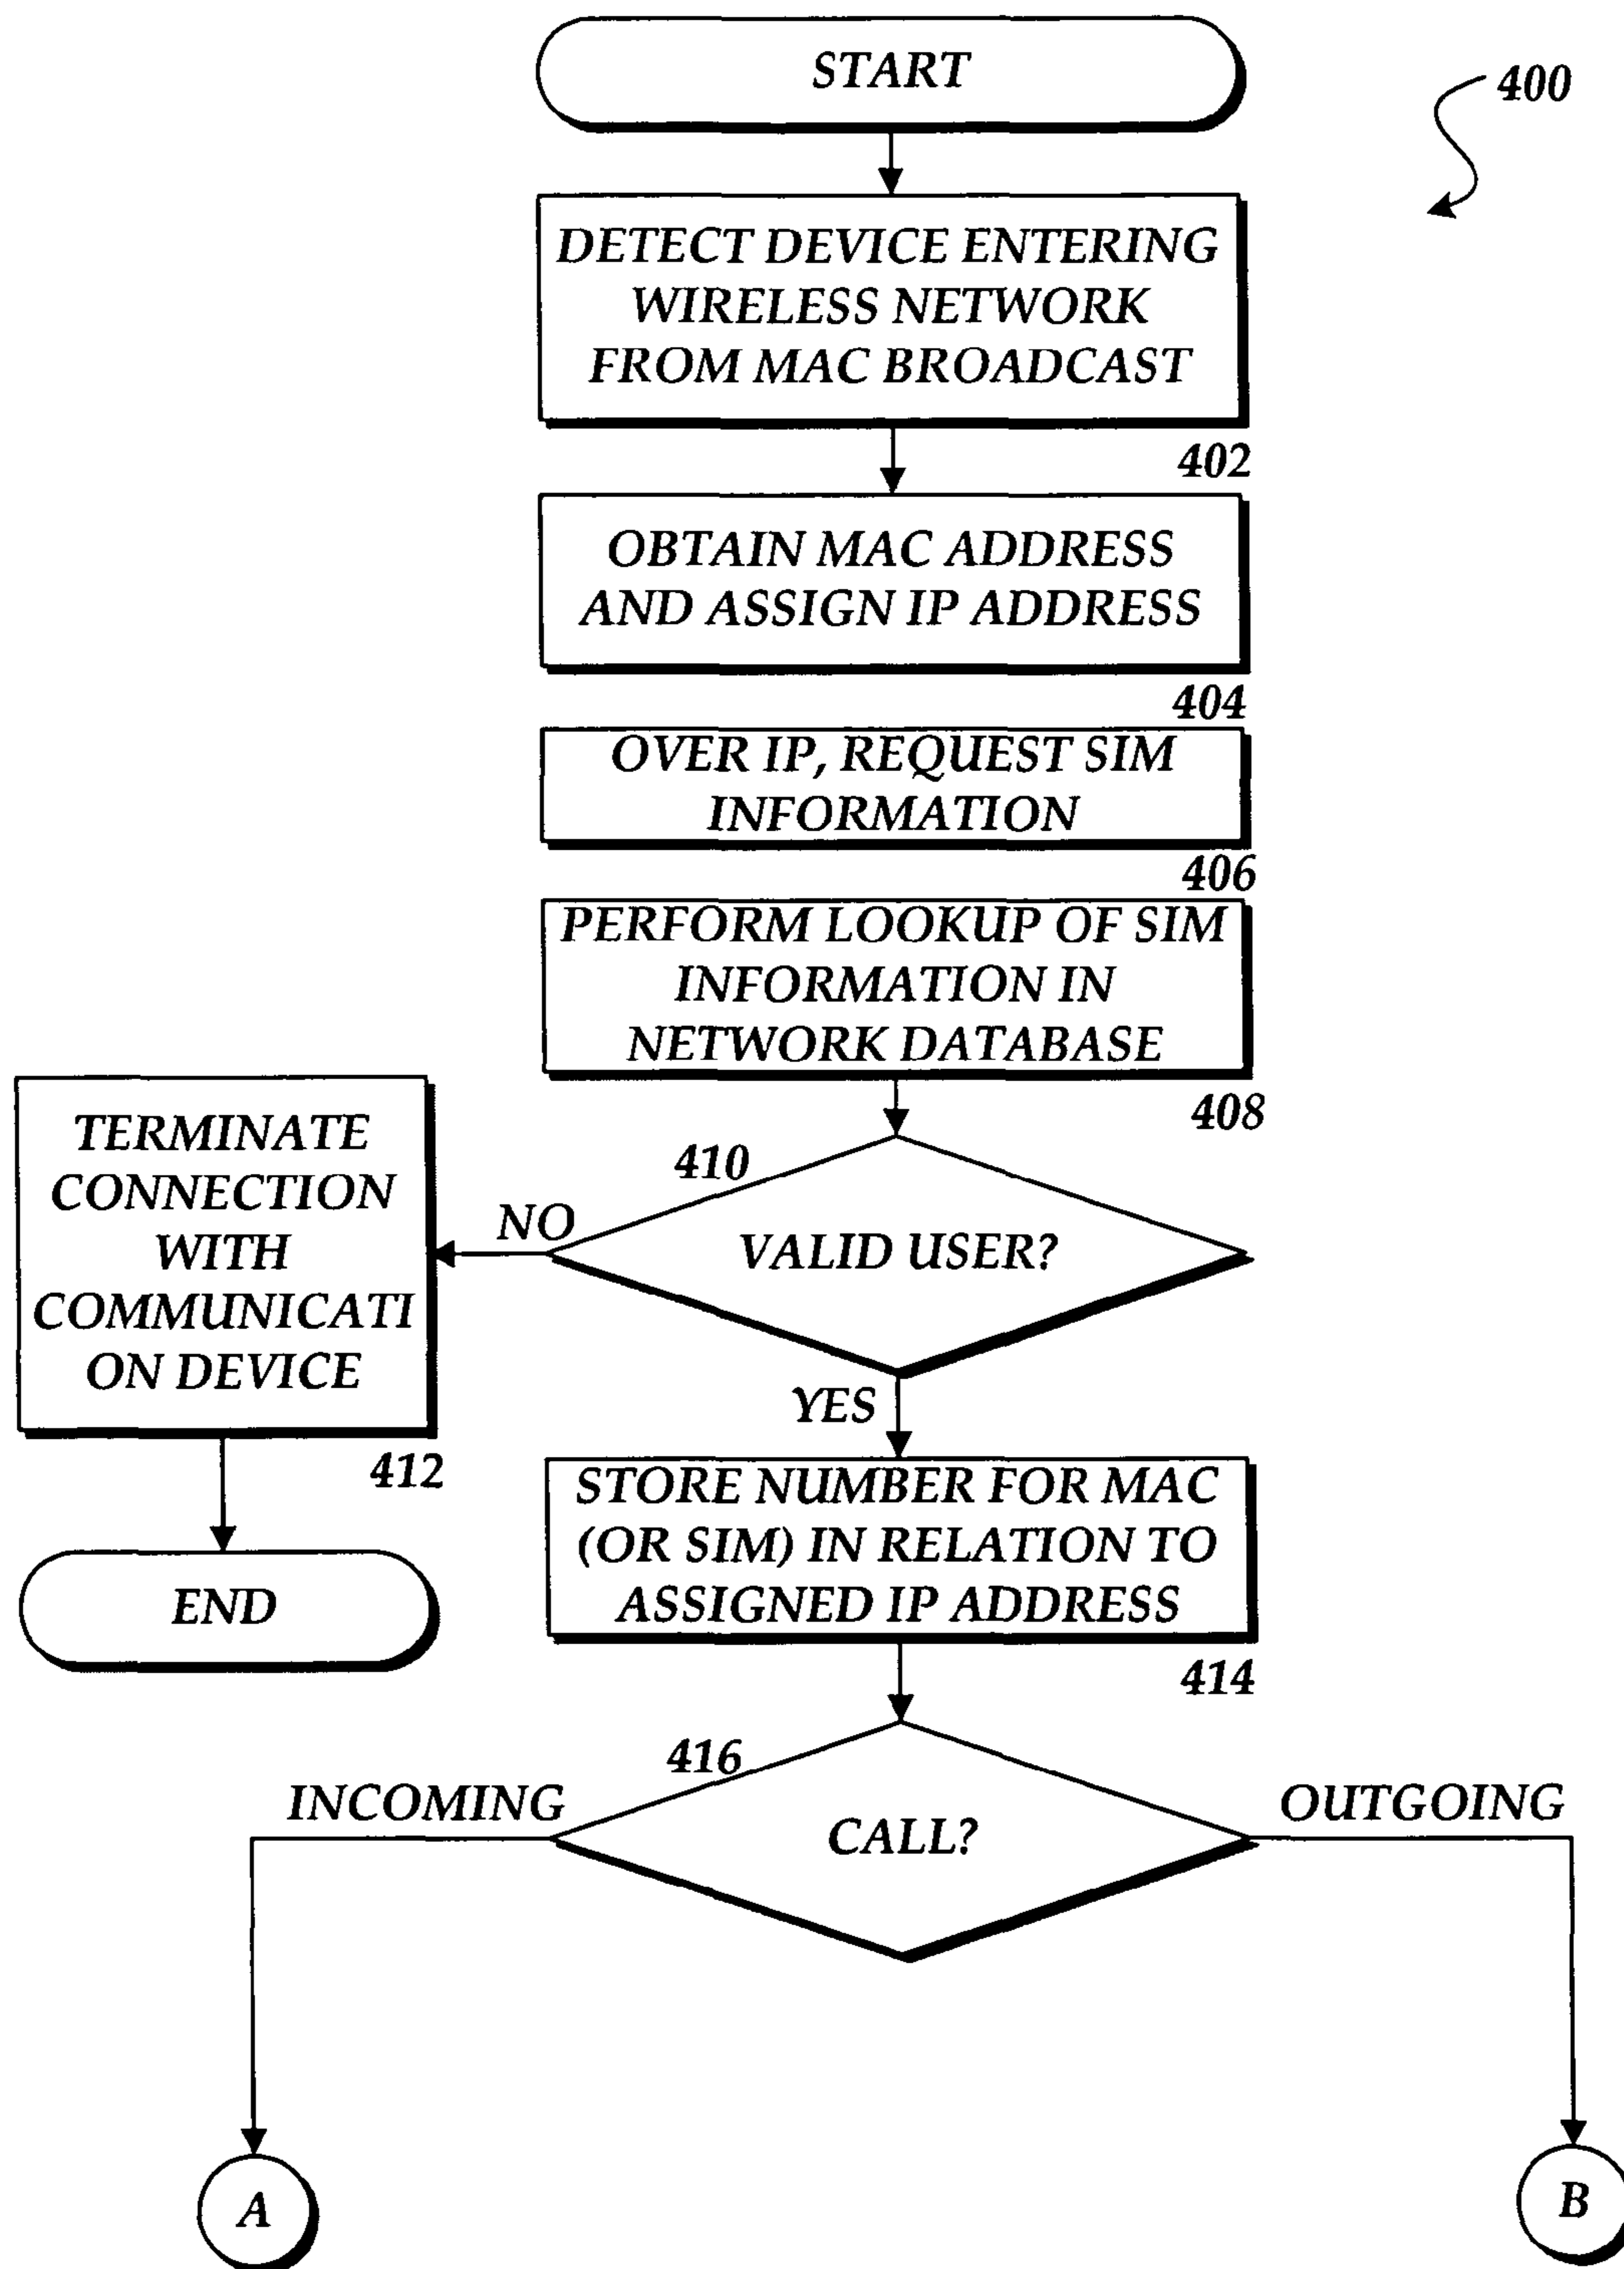 START
400
DETECT DEVICE ENTERING
WIRELESS NETWORK
FROM MAC BROADCAST
402
OBTAIN MAC ADDRESS
AND ASSIGN IP ADDRESS
404
OVER IP, REQUEST SIM
INFORMATION
406
PERFORM LOOKUP OF SIM
INFORMATION IN
NETWORK DATABASE
408
410
VALID USER?
NO
TERMINATE
CONNECTION
WITH
COMMUNICATI
ON DEVICE
412
END
YES
STORE NUMBER FOR MAC
(OR SIM) IN RELATION TO
ASSIGNED IP ADDRESS
414
416
CALL?
INCOMING
OUTGOING
A
B